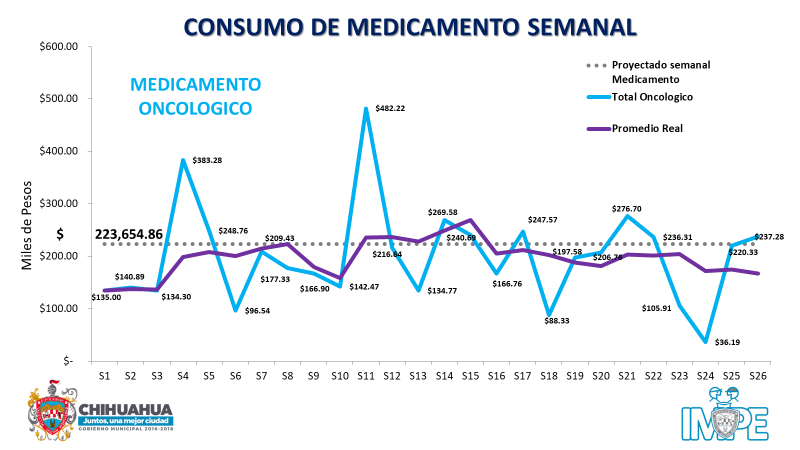 CONSUMO DE MEDICAMENTO SEMANAL
$600.00
$500.00
$400.00
$300.00
$200.00
$100.00
$-
Miles de Pesos
MEDICAMENTO
ONCOLOGICO
Proyectado semanal
Medicamento
Total Oncologico
Promedio Real
$ 223,654.86
$135.00
$140.89
$134.30
$383.28
$248.76
$96.54
$209.43
$177.33
$166.90
$142.47
$482.22
$216.64
$134.77
$269.58
$240.69
$166.76
$247.57
$88.33
$197.58
$206.76
$276.70
$236.31
$105.91
$36.19
$220.33
$237.28
S1 S2 S3 S4 S5 S6 S7 S8 S9 S10 S11 S12 S13 S14 S15 S16 S17 S18 S19 S20 S21 S22 S23 S24 S25 S26
CHIHUAHUA
Juntos, una mejor ciudad
GOBIERNO MUNICIPAL 2016-2018
IMPE